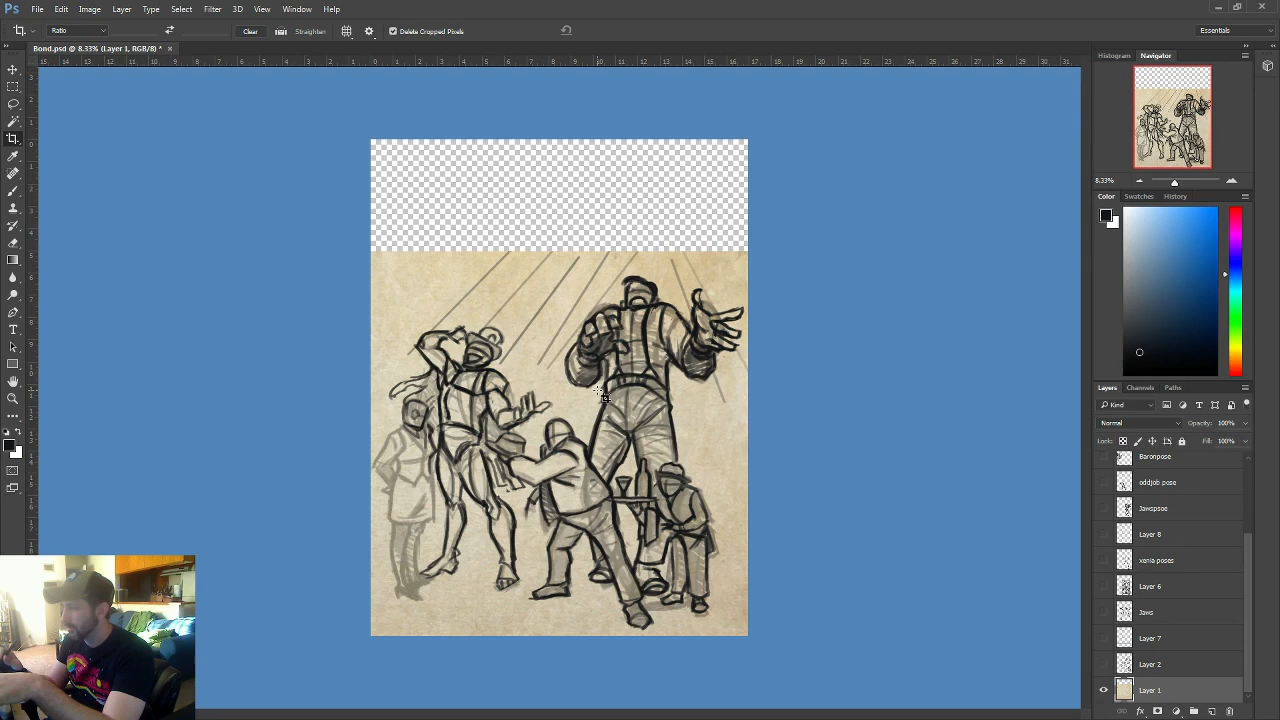 Ps File Edit Image Layer Type Select Filter 3D View Window Help
Ratio Clear Straighten Delete Cropped Pixels Essentials
Bond.psd @ 8.33% (Layer 1, RGB/8) *
Histogram Navigator
8.33%
Color Swatches History
Layers Channels Paths
Kind
Normal Opacity: 100%
Lock: Fill: 100%
Baronpose
oddjob pose
Jawspsoe
Layer 8
xenia poses
Layer 6
Jaws
Layer 7
Layer 2
Layer 1